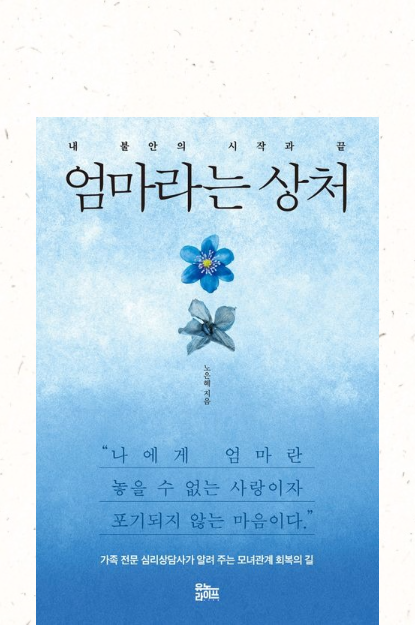 내 불안의 시작과 끝
엄마라는 상처
노은혜 지음
“나에게 엄마란
놓을 수 없는 사랑이자
포기되지 않는 마음이다.”
가족 전문 심리상담사가 알려 주는 모녀관계 회복의 길
유노
라이프